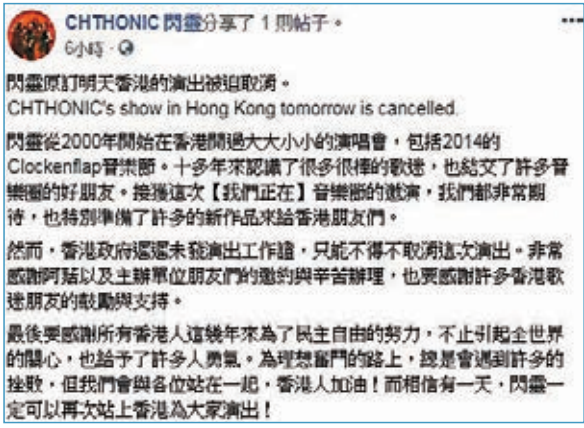 CHTHONIC 閃靈分享了 1 則帖子。
6小時
閃靈原訂明天香港的演出被迫取消。
CHTHONIC's show in Hong Kong tomorrow is cancelled.
閃靈從2000年開始在香港開過大大小小的演唱會，包括2014的
Clockenflap音樂節。十多年來認識了很多很棒的歌迷，也結交了許多音
樂圈的好朋友。接獲這次【我們正在】音樂節的邀演，我們都非常期
待，也特別準備了許多的新作品來給香港朋友們。
然而，香港政府遲遲未發演出工作證，只能不得不取消這次演出。非常
感謝阿藍以及主辦單位朋友們的邀約與辛苦辦理，也要感謝許多香港歌
迷朋友的鼓勵與支持。
最後要感謝所有香港人這幾年來為了民主自由的努力，不止引起全世界
的關心，也給予了許多人勇氣。為理想奮鬥的路上，總是會遇到許多的
挫敗，但我們會與各位站在一起，香港人加油！而相信有一天，閃靈一
定可以再次站上香港為大家演出！